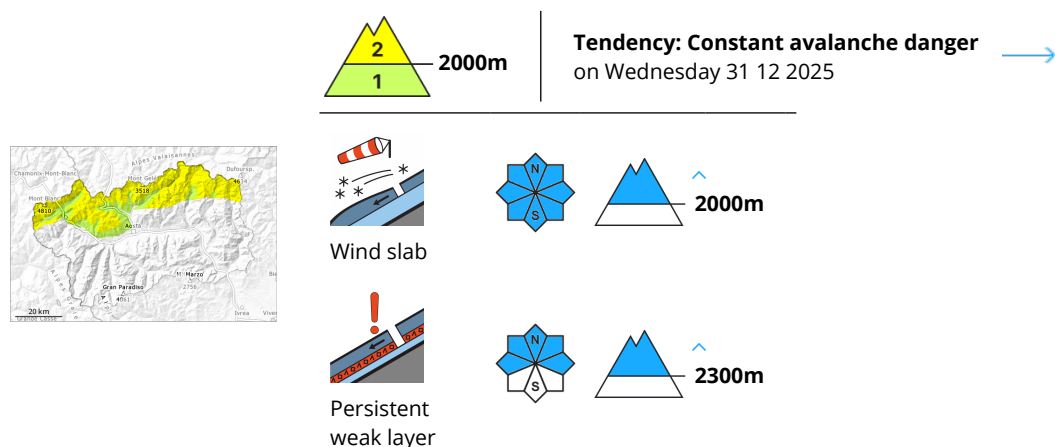 2
1
2000m
Tendency: Constant avalanche danger
on Wednesday 31 12 2025
N
S
2000m
Wind slab
N
S
2300m
Persistent
weak layer
Alpes Valaisannes
Chamonix-Mont-Blanc
Mont Gelé
3518
Dufoursp.
Mont Blanc
4810
Aosta
M. Marzo
2756
Gran Paradiso
4061
Ivrea
20 km